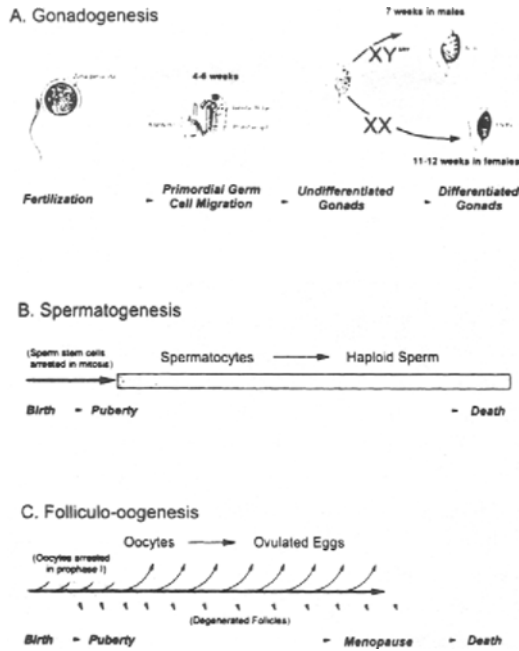 A. Gonadogenesis
7 weeks in males
4-6 weeks
XY
XX
11-12 weeks in females
Fertilization
Primordial Germ
Cell Migration
Undifferentiated
Gonads
Differentiated
Gonads
B. Spermatogenesis
(Sperm stem cells
arrested in mitosis)
Spermatocytes
Haploid Sperm
Birth
Puberty
Death
C. Folliculo-oogenesis
Oocytes
Ovulated Eggs
(Oocytes arrested
in prophase I)
(Degenerated Follicles)
Birth
Puberty
Menopause
Death